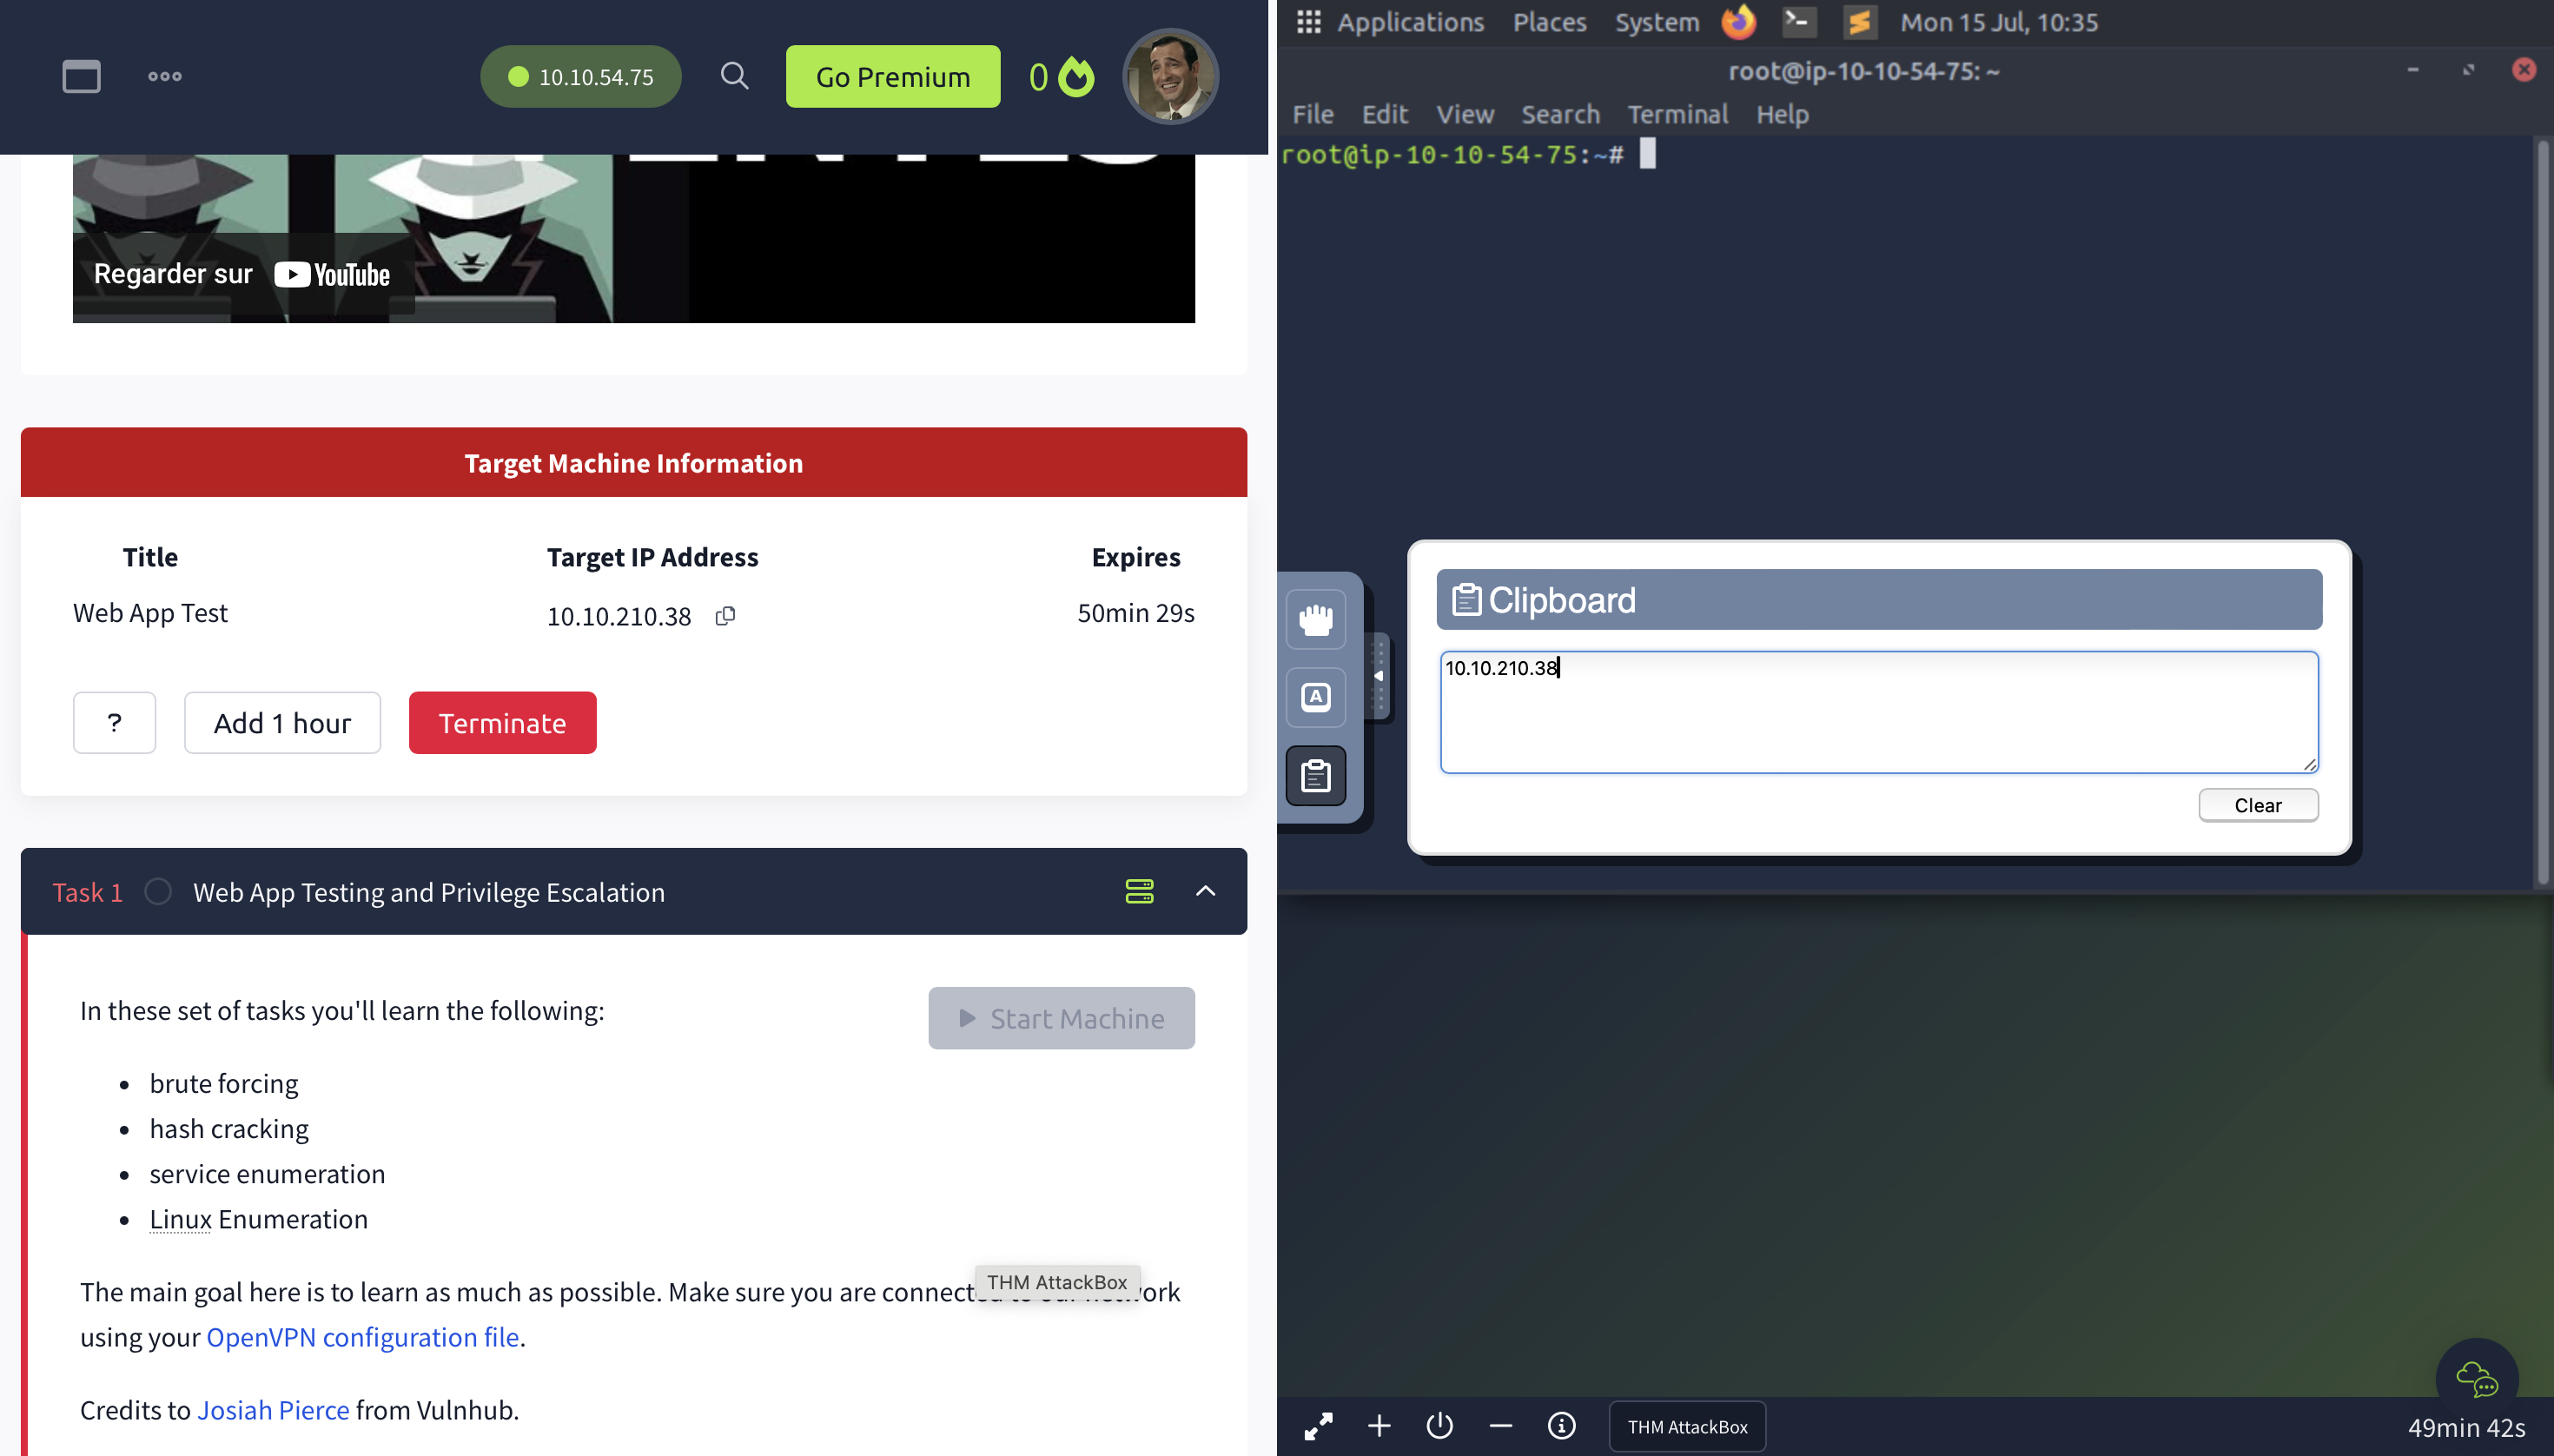 10.10.54.75
Go Premium
0
Regarder sur YouTube
Target Machine Information
Title Target IP Address Expires
Web App Test 10.10.210.38 50min 29s
? Add 1 hour Terminate
Task 1 Web App Testing and Privilege Escalation
In these set of tasks you'll learn the following:
Start Machine
brute forcing
hash cracking
service enumeration
Linux Enumeration
THM AttackBox
The main goal here is to learn as much as possible. Make sure you are
using your OpenVPN configuration file.
Credits to Josiah Pierce from Vulnhub.
Applications Places System Mon 15 Jul, 10:35
root@ip-10-10-54-75: ~
File Edit View Search Terminal Help
root@ip-10-10-54-75:~#
Clipboard
10.10.210.38
Clear
A
THM AttackBox
49min 42s